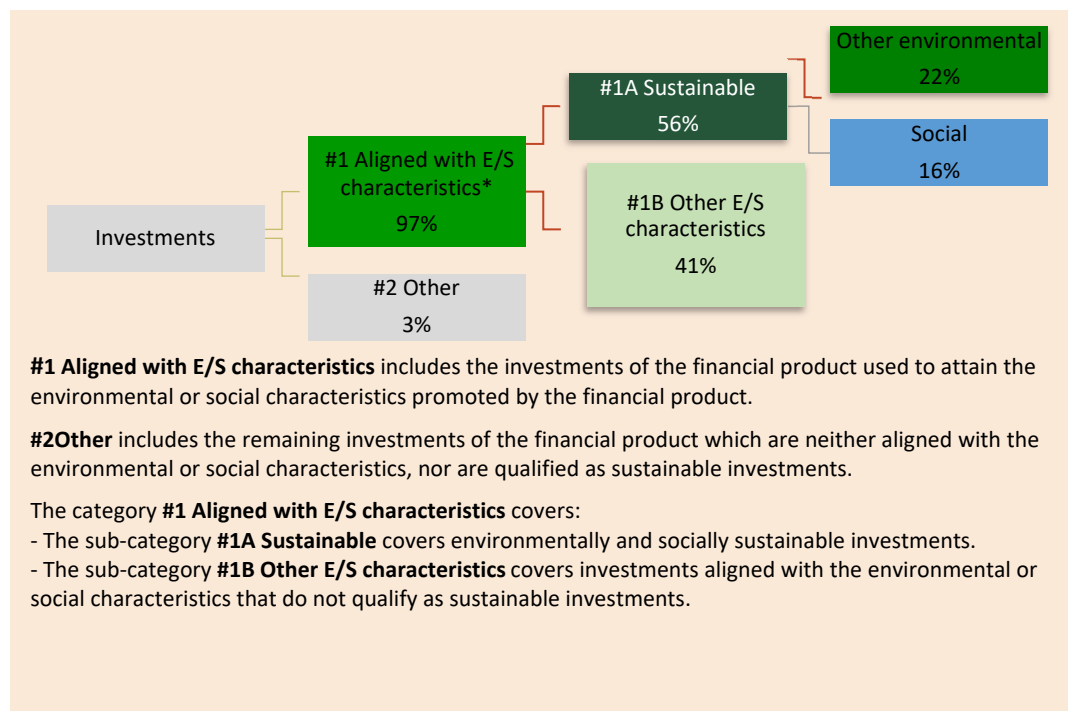 Other environmental
22%
#1A Sustainable
56%
Social
16%
#1 Aligned with E/S
characteristics*
97%
#1B Other E/S
characteristics
41%
Investments
#2 Other
3%
#1 Aligned with E/S characteristics includes the investments of the financial product used to attain the
environmental or social characteristics promoted by the financial product.
#2Other includes the remaining investments of the financial product which are neither aligned with the
environmental or social characteristics, nor are qualified as sustainable investments.
The category #1 Aligned with E/S characteristics covers:
- The sub-category #1A Sustainable covers environmentally and socially sustainable investments.
- The sub-category #1B Other E/S characteristics covers investments aligned with the environmental or
social characteristics that do not qualify as sustainable investments.